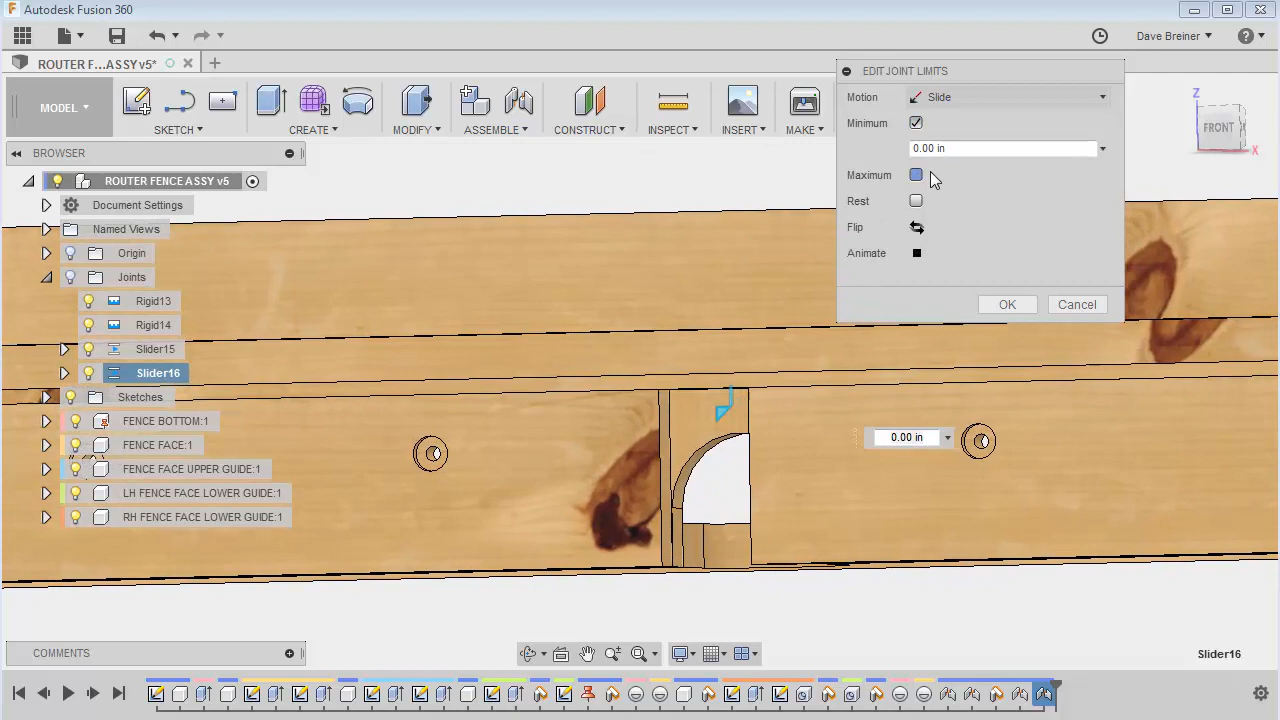 Autodesk Fusion 360
Dave Breiner
ROUTER F...ASSY v5*
MODEL
SKETCH
CREATE
MODIFY
ASSEMBLE
CONSTRUCT
INSPECT
INSERT
MAKE
EDIT JOINT LIMITS
Motion Slide
Minimum
0.00 in
Maximum
Rest
Flip
Animate
OK Cancel
Z
FRONT
X
BROWSER
ROUTER FENCE ASSY v5
Document Settings
Named Views
Origin
Joints
Rigid13
Rigid14
Slider15
Slider16
Sketches
FENCE BOTTOM:1
FENCE FACE:1
FENCE FACE UPPER GUIDE:1
LH FENCE FACE LOWER GUIDE:1
RH FENCE FACE LOWER GUIDE:1
0.00 in
COMMENTS
Slider16